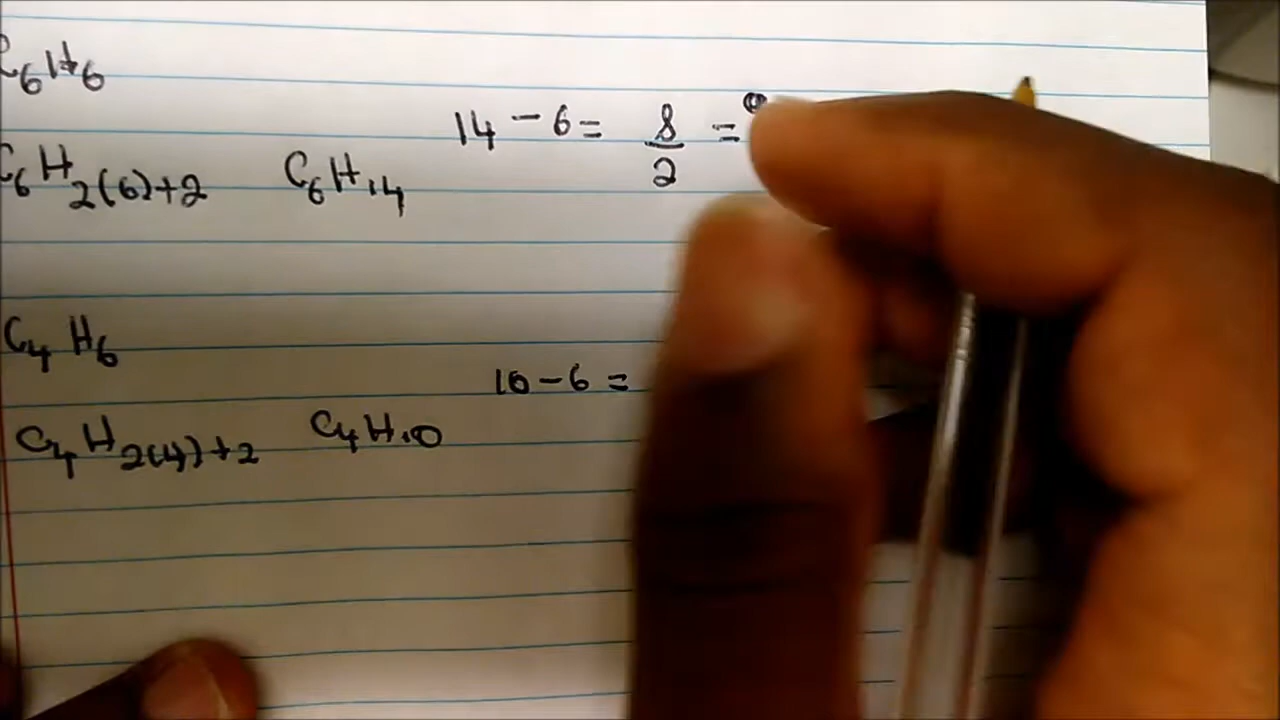 C₆H₆
14 - 6 = 8/2 =
C₆H₂₍₆₎₊₂ C₆H₁₄
C₄H₆
10 - 6 =
C₄H₂₍₄₎₊₂ C₄H₁₀